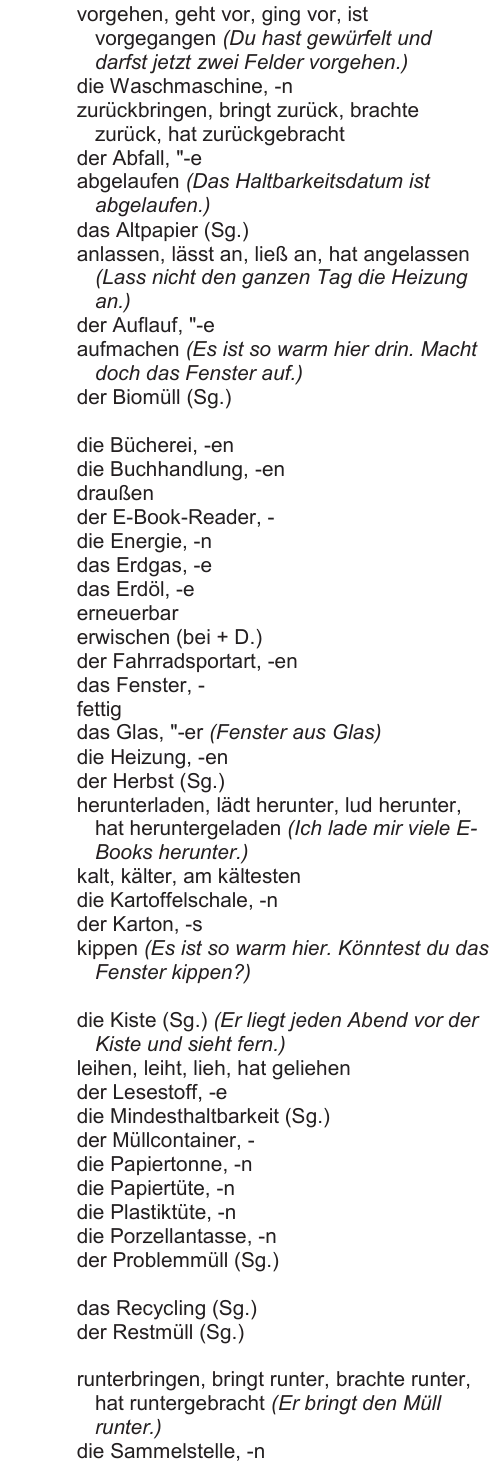 vorgehen, geht vor, ging vor, ist
vorgegangen (Du hast gewürfelt und
darfst jetzt zwei Felder vorgehen.)
die Waschmaschine, -n
zurückbringen, bringt zurück, brachte
zurück, hat zurückgebracht
der Abfall, "-e
abgelaufen (Das Haltbarkeitsdatum ist
abgelaufen.)
das Altpapier (Sg.)
anlassen, lässt an, ließ an, hat angelassen
(Lass nicht den ganzen Tag die Heizung
an.)
der Auflauf, "-e
aufmachen (Es ist so warm hier drin. Macht
doch das Fenster auf.)
der Biomüll (Sg.)
die Bücherei, -en
die Buchhandlung, -en
draußen
der E-Book-Reader, -
die Energie, -n
das Erdgas, -e
das Erdöl, -e
erneuerbar
erwischen (bei + D.)
der Fahrradsportart, -en
das Fenster, -
fettig
das Glas, "-er (Fenster aus Glas)
die Heizung, -en
der Herbst (Sg.)
herunterladen, lädt herunter, lud herunter,
hat heruntergeladen (Ich lade mir viele E-
Books herunter.)
kalt, kälter, am kältesten
die Kartoffelschale, -n
der Karton, -s
kippen (Es ist so warm hier. Könntest du das
Fenster kippen?)
die Kiste (Sg.) (Er liegt jeden Abend vor der
Kiste und sieht fern.)
leihen, leiht, lieh, hat geliehen
der Lesestoff, -e
die Mindesthaltbarkeit (Sg.)
der Müllcontainer, -
die Papiertonne, -n
die Papiertüte, -n
die Plastiktüte, -n
die Porzellantasse, -n
der Problemmüll (Sg.)
das Recycling (Sg.)
der Restmüll (Sg.)
runterbringen, bringt runter, brachte runter,
hat runtergebracht (Er bringt den Müll
runter.)
die Sammelstelle, -n